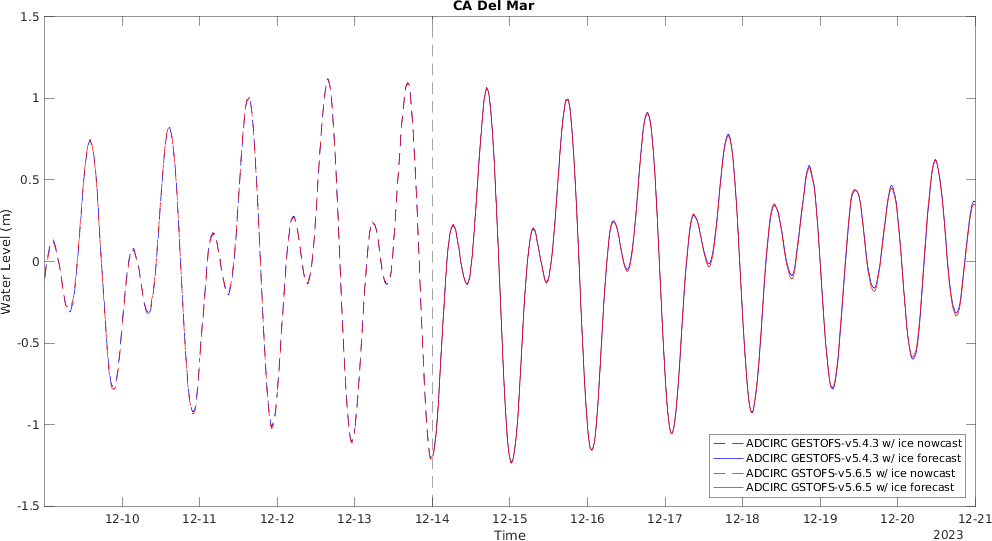 CA Del Mar
1.5
1
0.5
0
-0.5
-1
-1.5
Water Level (m)
12-10 12-11 12-12 12-13 12-14 12-15 12-16 12-17 12-18 12-19 12-20 12-21
Time
2023
ADCIRC GESTOFS-v5.4.3 w/ ice nowcast
ADCIRC GESTOFS-v5.4.3 w/ ice forecast
ADCIRC GSTOFS-v5.6.5 w/ ice nowcast
ADCIRC GSTOFS-v5.6.5 w/ ice forecast